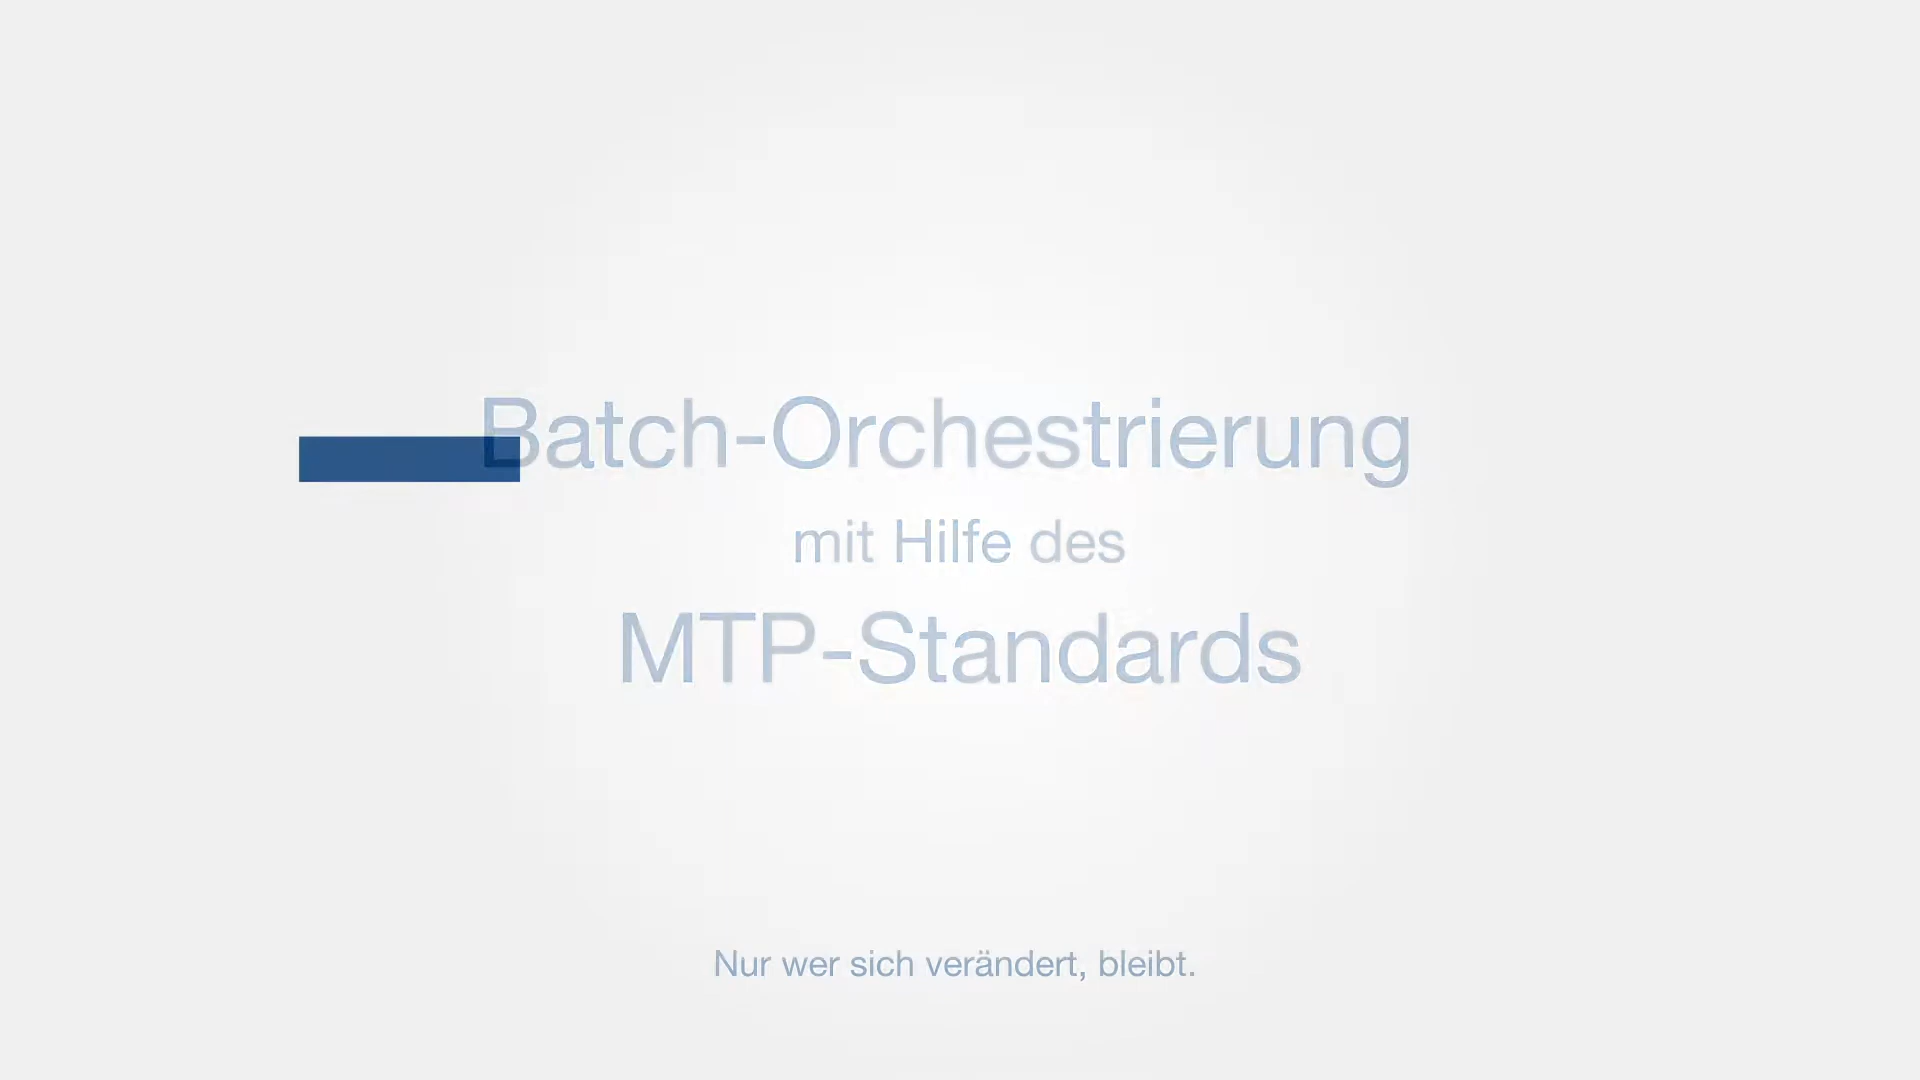 Batch-Orchestrierung
mit Hilfe des
MTP-Standards
Nur wer sich verändert, bleibt.